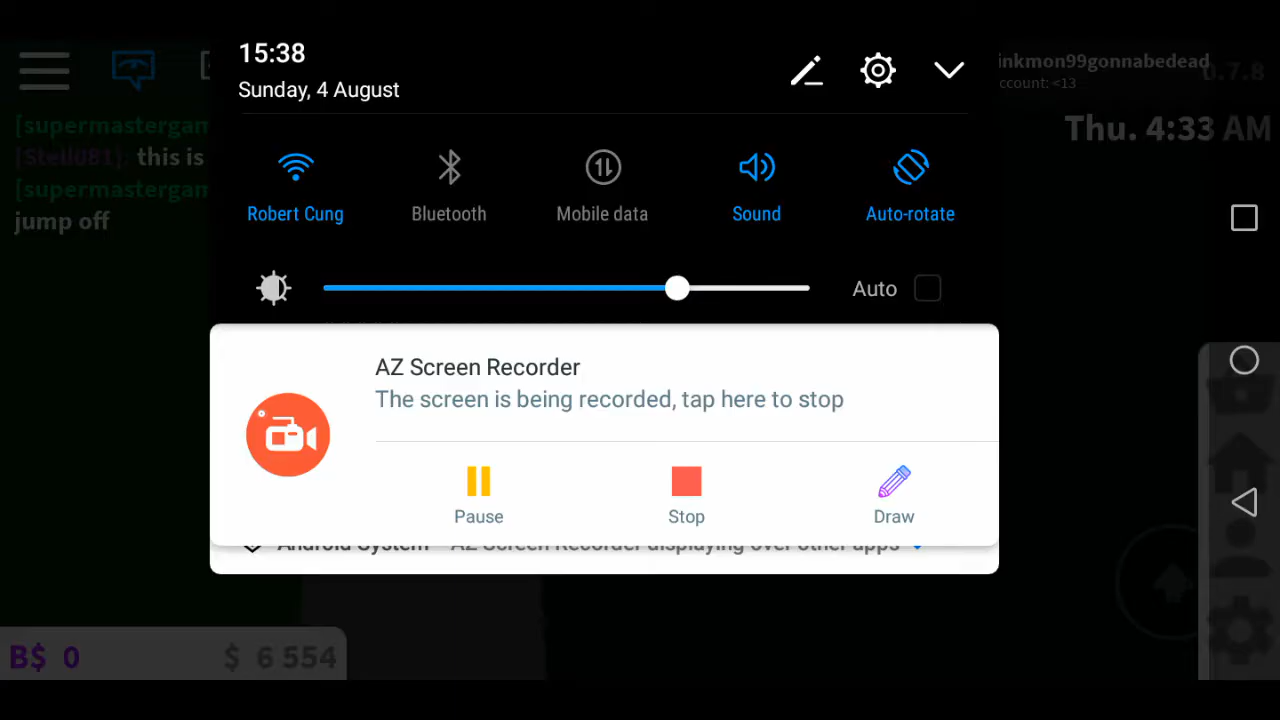 15:38
Sunday, 4 August
inkmon99gonnabedead
ccount: <13
0.7.8
Thu. 4:33 AM
[supermastergam
[Stell081]: this is
[supermastergam
jump off
Robert Cung
Bluetooth
Mobile data
Sound
Auto-rotate
Auto
AZ Screen Recorder
The screen is being recorded, tap here to stop
Pause
Stop
Draw
Android System AZ Screen Recorder displaying over other apps
B$ 0
$ 6 554